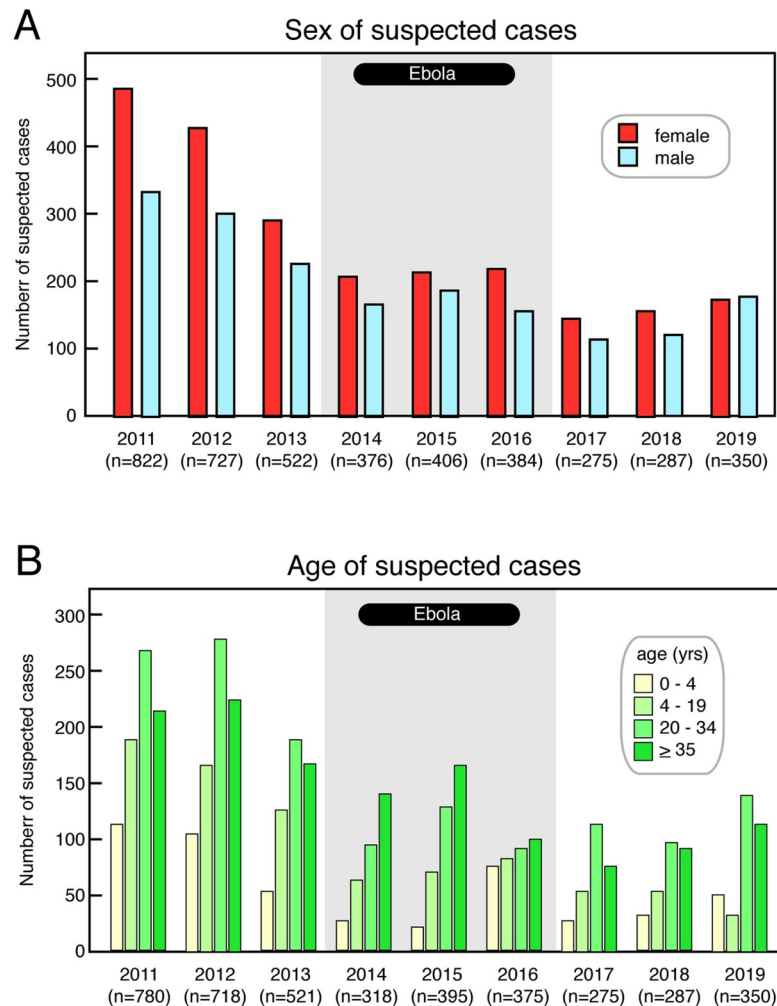 A
Sex of suspected cases
Ebola
500
400
300
200
100
0
Numberr of suspected cases
female
male
2011 2012 2013 2014 2015 2016 2017 2018 2019
(n=822) (n=727) (n=522) (n=376) (n=406) (n=384) (n=275) (n=287) (n=350)
B
Age of suspected cases
Ebola
300
250
200
150
100
50
0
Numberr of suspected cases
age (yrs)
0 - 4
4 - 19
20 - 34
≥ 35
2011 2012 2013 2014 2015 2016 2017 2018 2019
(n=780) (n=718) (n=521) (n=318) (n=395) (n=375) (n=275) (n=287) (n=350)